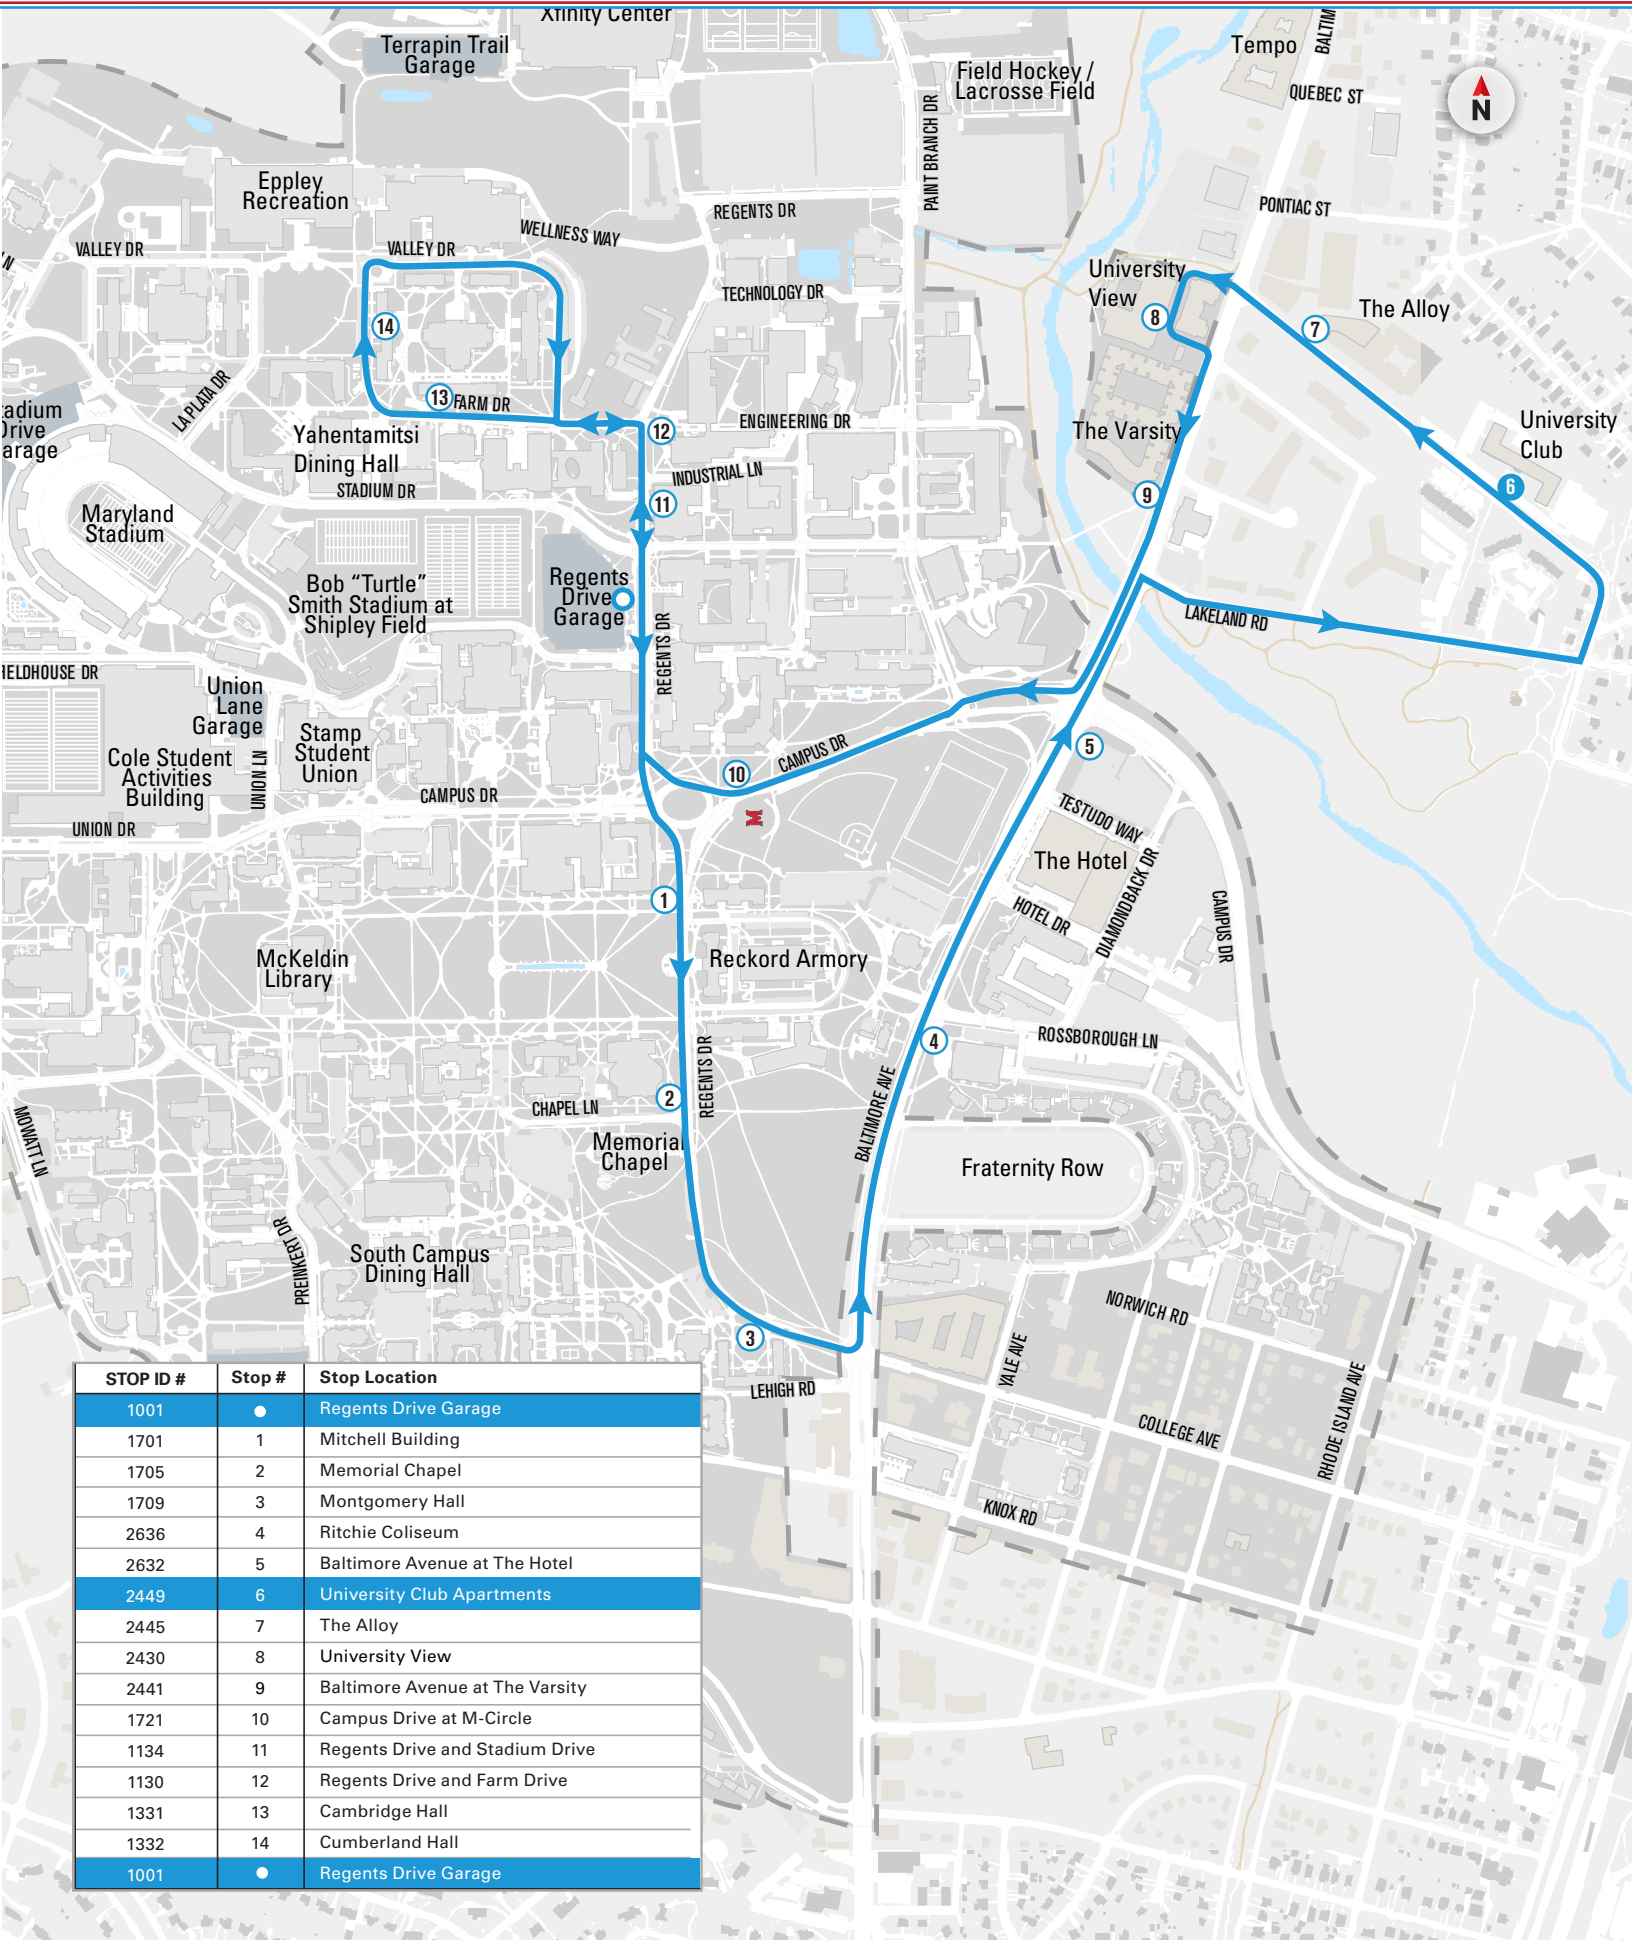 Xfinity Center
Terrapin Trail
Garage
Field Hockey /
Lacrosse Field
Tempo
BALTIM
QUEBEC ST
N
PAINT BRANCH DR
Eppley
Recreation
REGENTS DR
PONTIAC ST
WELLNESS WAY
VALLEY DR
VALLEY DR
University
View
TECHNOLOGY DR
The Alloy
8
7
14
LA PLATA DR
13
FARM DR
adium
Drive
arage
Yahentamitsi
Dining Hall
12
ENGINEERING DR
The Varsity
University
Club
INDUSTRIAL LN
STADIUM DR
6
9
11
Maryland
Stadium
Bob “Turtle”
Smith Stadium at
Shipley Field
Regents
Drive
Garage
REGENTS DR
LAKELAND RD
IELDHOUSE DR
Union
Lane
Garage
Stamp
Student
Union
Cole Student
Activities
Building
UNION LN
CAMPUS DR
10
CAMPUS DR
5
M
UNION DR
TESTUDO WAY
The Hotel
DIAMONDBACK DR
HOTEL DR
CAMPUS DR
1
McKeldin
Library
Reckord Armory
4
ROSSBOROUGH LN
REGENTS DR
BALTIMORE AVE
2
CHAPEL LN
MOWATT LN
Memorial
Chapel
Fraternity Row
PREINKERT DR
South Campus
Dining Hall
NORWICH RD
3
YALE AVE
LEHIGH RD
RHODE ISLAND AVE
COLLEGE AVE
KNOX RD
STOP ID # Stop # Stop Location
1001 Regents Drive Garage
1701 1 Mitchell Building
1705 2 Memorial Chapel
1709 3 Montgomery Hall
2636 4 Ritchie Coliseum
2632 5 Baltimore Avenue at The Hotel
2449 6 University Club Apartments
2445 7 The Alloy
2430 8 University View
2441 9 Baltimore Avenue at The Varsity
1721 10 Campus Drive at M-Circle
1134 11 Regents Drive and Stadium Drive
1130 12 Regents Drive and Farm Drive
1331 13 Cambridge Hall
1332 14 Cumberland Hall
1001 Regents Drive Garage